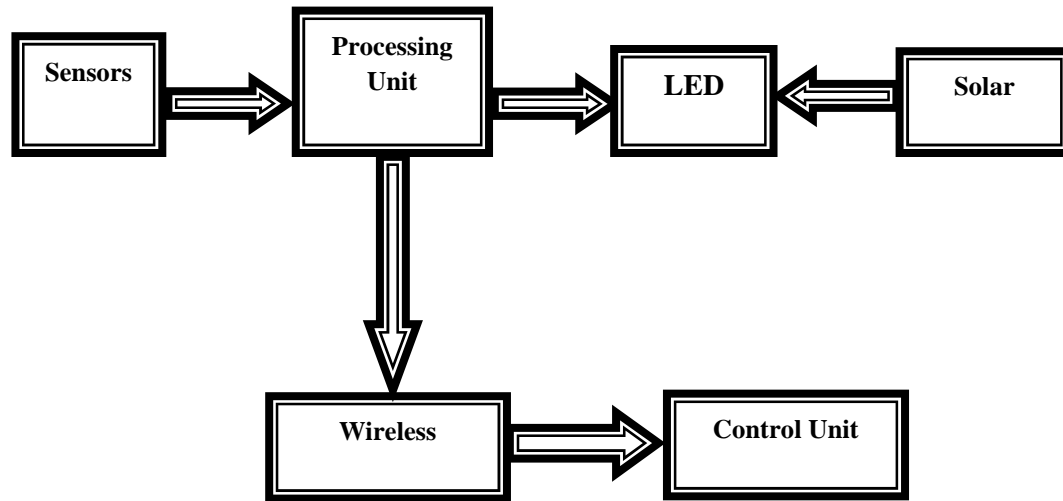 Sensors
Processing
Unit
LED
Solar
Wireless
Control Unit